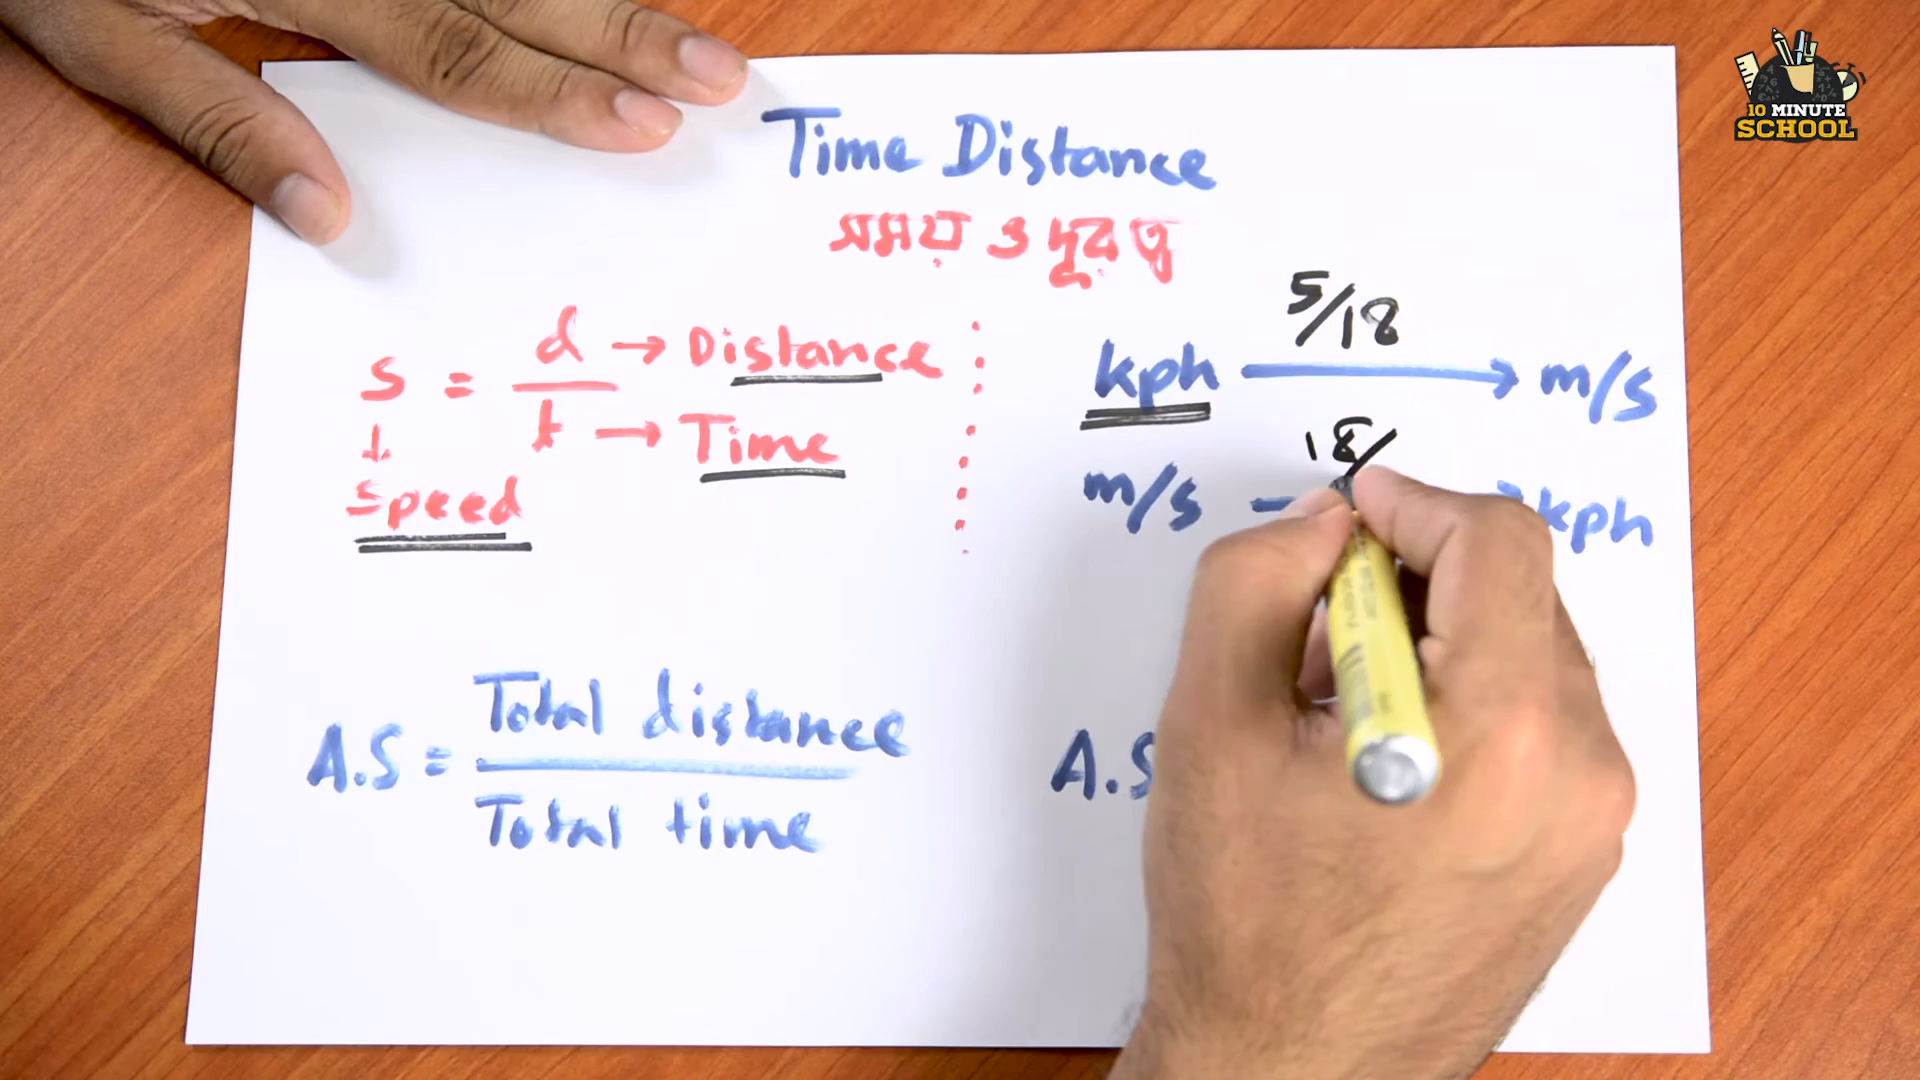 10 MINUTE
SCHOOL
Time Distance
সময় ও দূরত্ব
s = d → Distance
t → Time
↓
speed
kph → m/s
5/18
m/s → kph
18/
A.S = Total distance
Total time
A.S